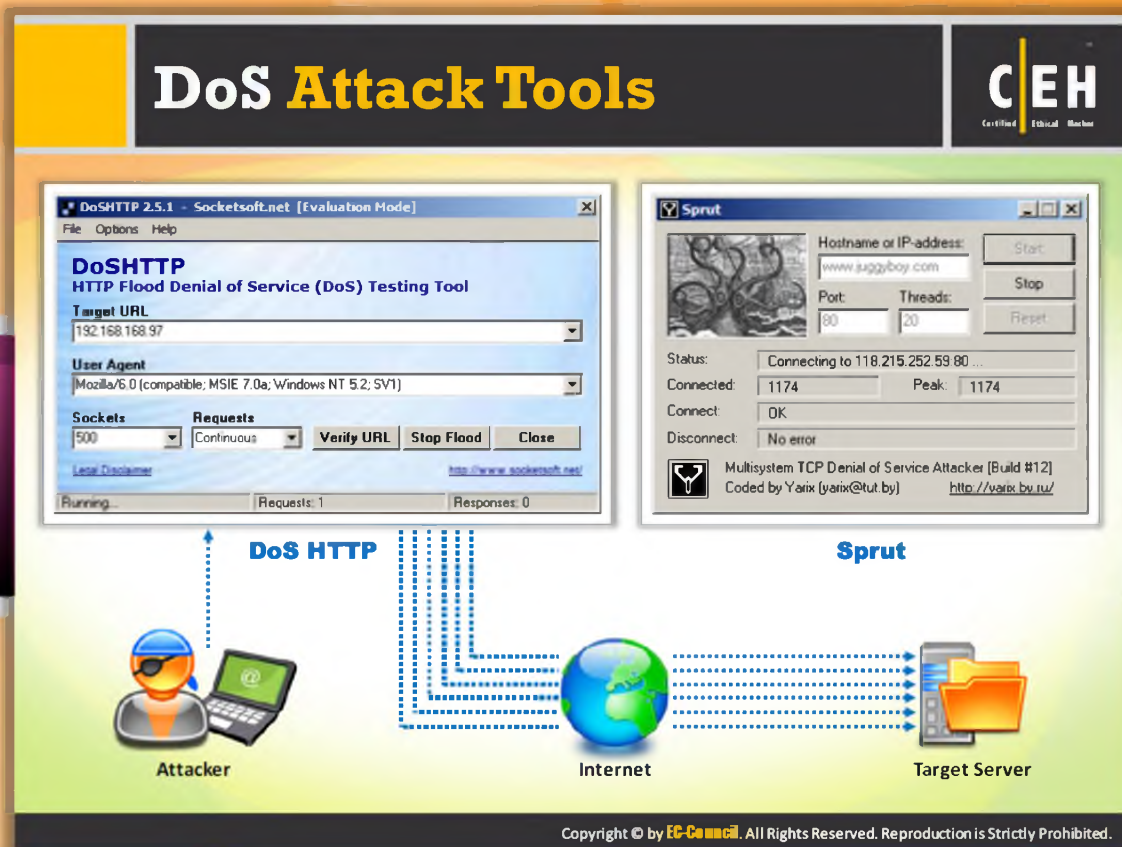 DoS Attack Tools
CEH
Certified Ethical Hacker
DoSHTTP 2.5.1 - Socketsoft.net [Evaluation Mode]
File Options Help
DoSHTTP
HTTP Flood Denial of Service (DoS) Testing Tool
Target URL
192.168.168.97
User Agent
Mozilla/6.0 (compatible; MSIE 7.0a; Windows NT 5.2; SV1)
Sockets Requests
500 Continuous Verify URL Stop Flood Close
Legal Disclaimer http://www.socketsoft.net/
Running... Requests: 1 Responses: 0
DoS HTTP
Sprut
Hostname or IP-address:
www.juggyboy.com
Start
Stop
Port: Threads:
80 20
Reset
Status: Connecting to 118.215.252.59:80 ...
Connected: 1174 Peak: 1174
Connect: OK
Disconnect: No error
Multisystem TCP Denial of Service Attacker [Build #12]
Coded by Yarix (yarix@tut.by) http://yarix.by.ru/
Sprut
Attacker
Internet
Target Server
Copyright © by EC-Council. All Rights Reserved. Reproduction is Strictly Prohibited.